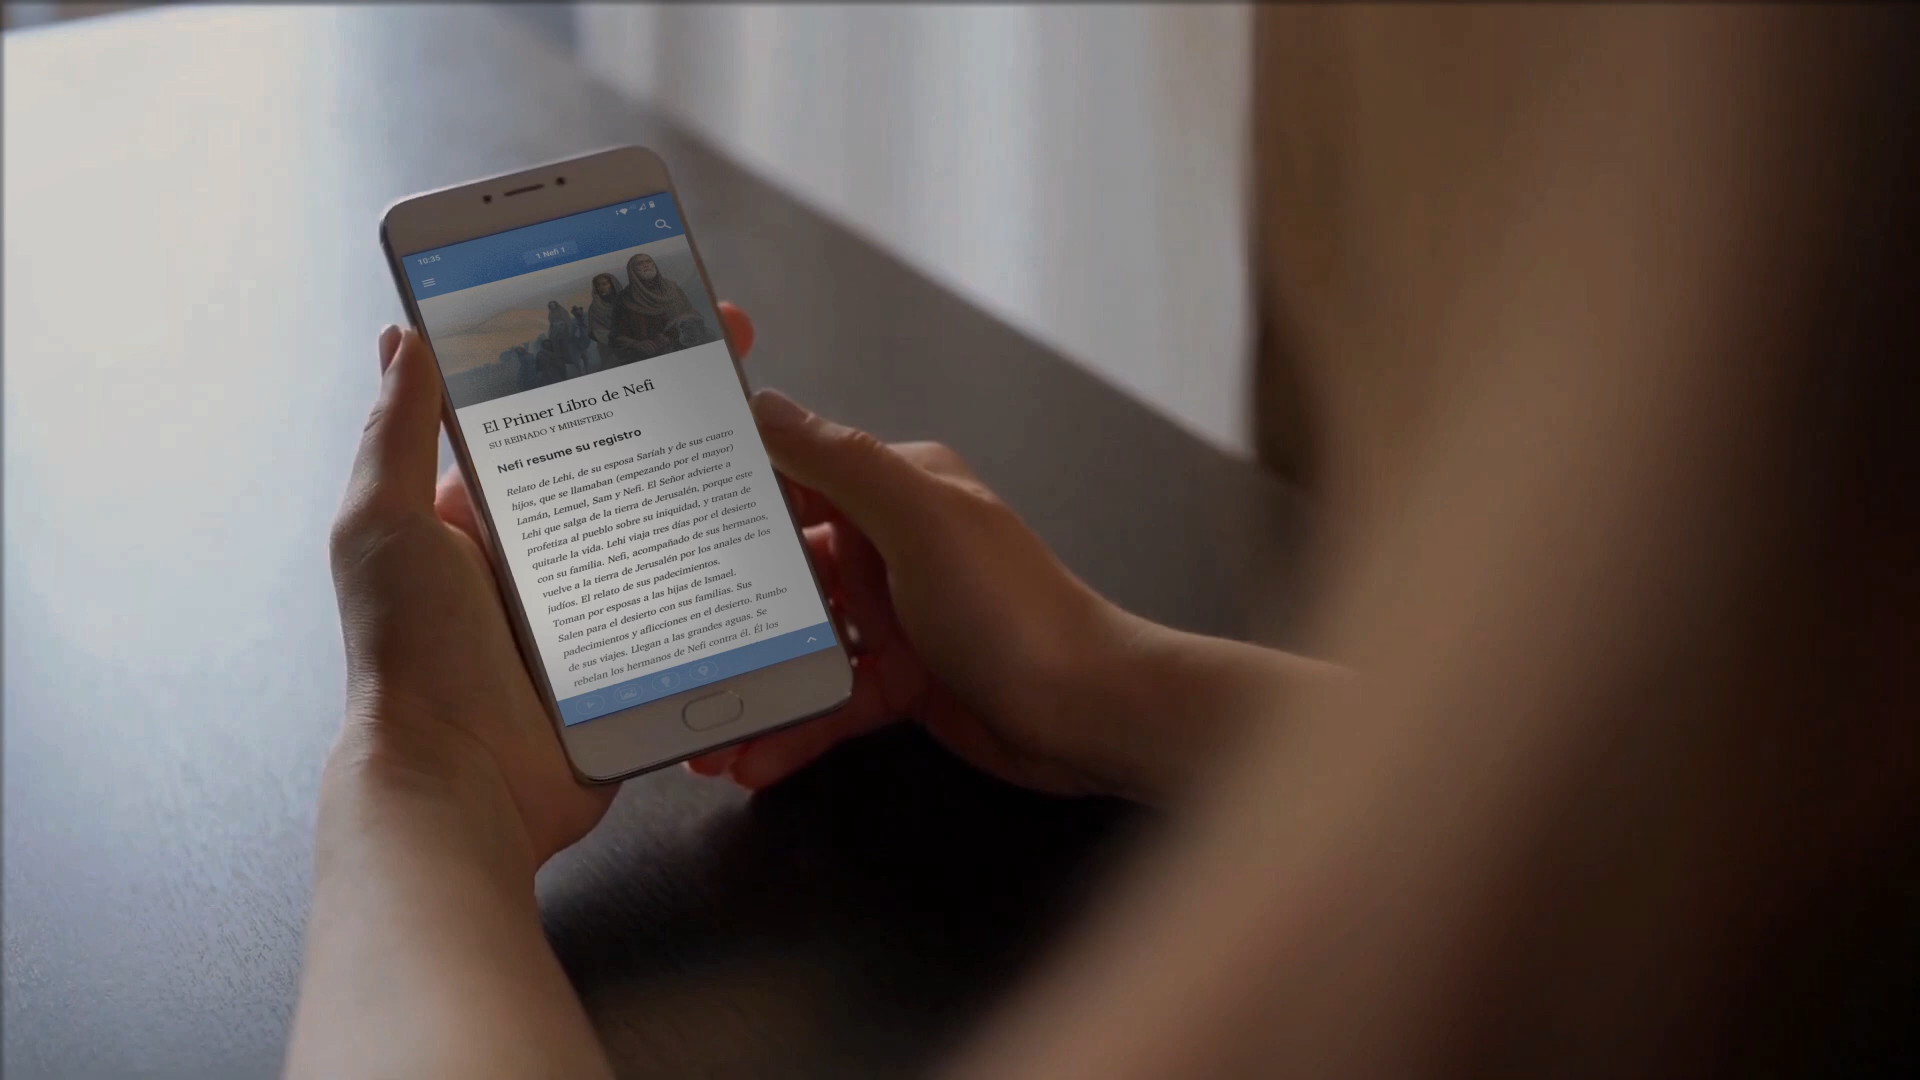 10:35
1 Nefi 1
El Primer Libro de Nefi
SU REINADO Y MINISTERIO
Nefi resume su registro
Relato de Lehi, de su esposa Saríah y de sus cuatro
hijos, que se llamaban (empezando por el mayor)
Lamán, Lemuel, Sam y Nefi. El Señor advierte a
Lehi que salga de la tierra de Jerusalén, porque este
profetiza al pueblo sobre su iniquidad, y tratan de
quitarle la vida. Lehi viaja tres días por el desierto
con su familia. Nefi, acompañado de sus hermanos,
vuelve a la tierra de Jerusalén por los anales de los
judíos. El relato de sus padecimientos.
Toman por esposas a las hijas de Ismael.
Salen para el desierto con sus familias. Sus
padecimientos y aflicciones en el desierto. Rumbo
de sus viajes. Llegan a las grandes aguas. Se
rebelan los hermanos de Nefi contra él. Él los